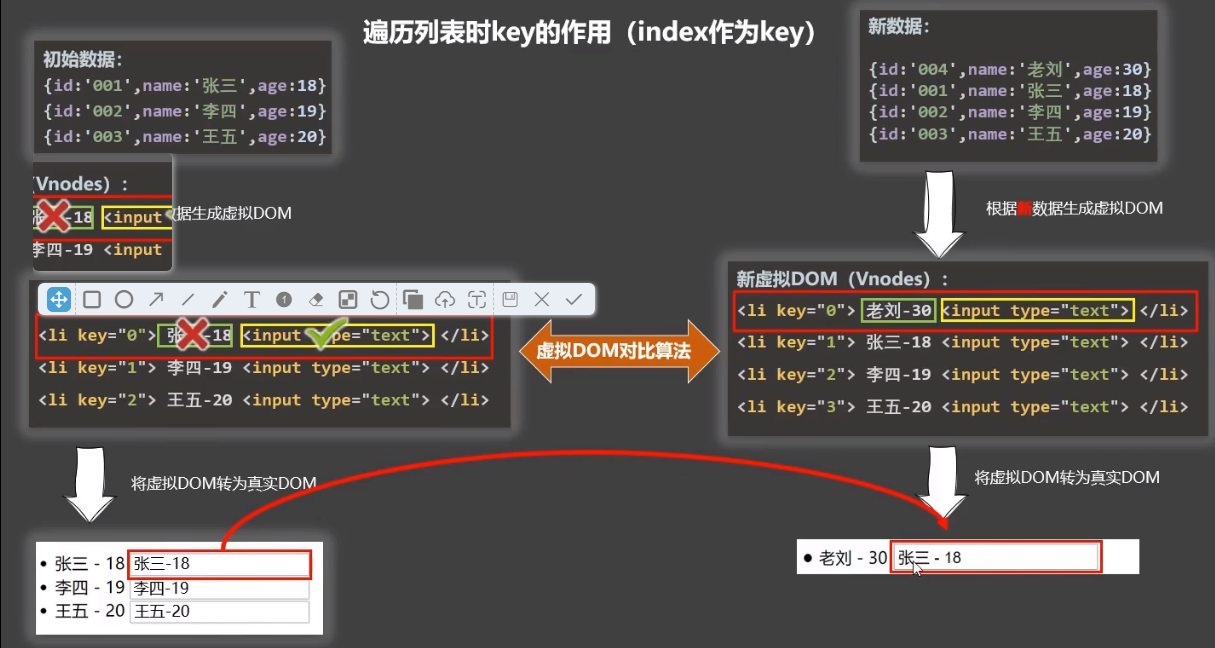 遍历列表时key的作用（index作为key）
初始数据：
{id:'001',name:'张三',age:18}
{id:'002',name:'李四',age:19}
{id:'003',name:'王五',age:20}
新数据：
{id:'004',name:'老刘',age:30}
{id:'001',name:'张三',age:18}
{id:'002',name:'李四',age:19}
{id:'003',name:'王五',age:20}
(Vnodes)：
-18 <input
李四-19 <input
据生成虚拟DOM
根据新数据生成虚拟DOM
<li key="0"> 张-18 <input type="text"> </li>
<li key="1"> 李四-19 <input type="text"> </li>
<li key="2"> 王五-20 <input type="text"> </li>
虚拟DOM对比算法
新虚拟DOM（Vnodes）：
<li key="0"> 老刘-30 <input type="text"> </li>
<li key="1"> 张三-18 <input type="text"> </li>
<li key="2"> 李四-19 <input type="text"> </li>
<li key="3"> 王五-20 <input type="text"> </li>
将虚拟DOM转为真实DOM
将虚拟DOM转为真实DOM
• 张三 - 18 张三-18
• 李四 - 19 李四-19
• 王五 - 20 王五-20
• 老刘 - 30 张三 - 18